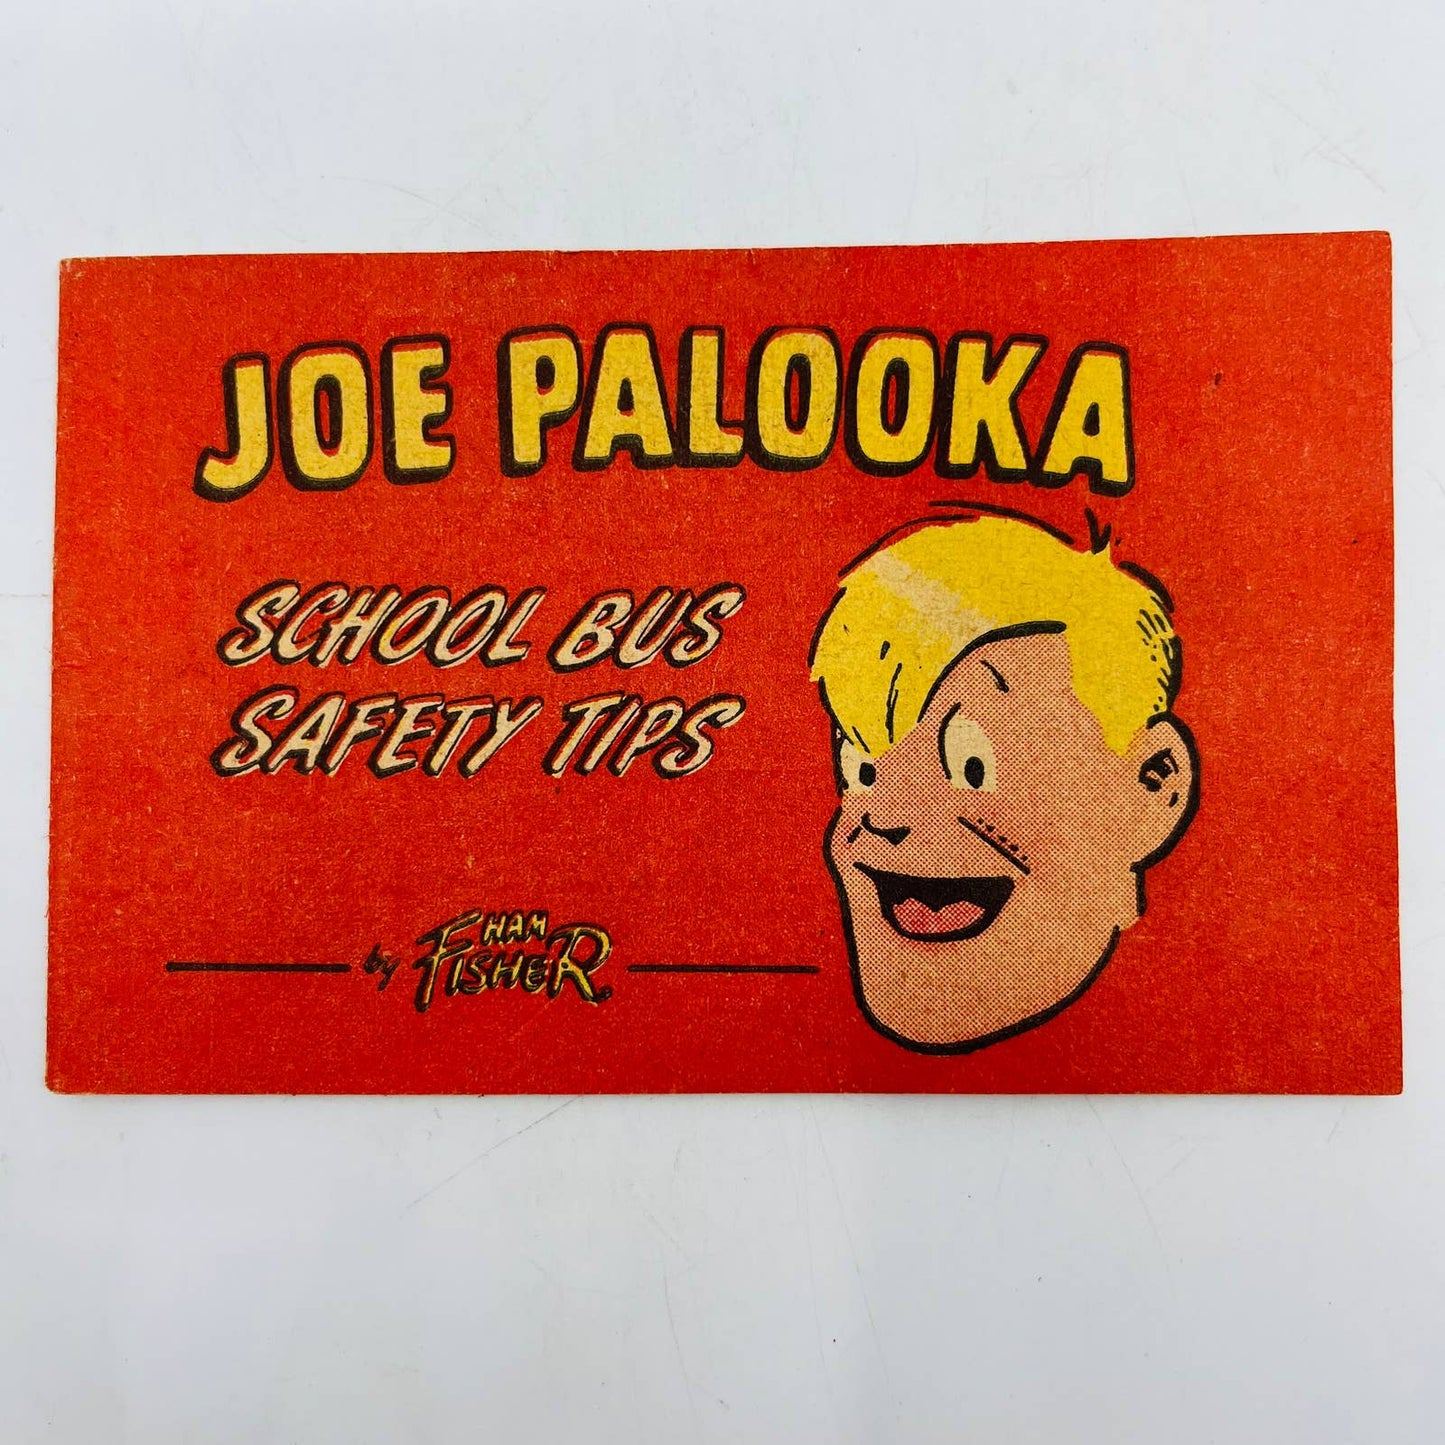 JOE PALOOKA
SCHOOL BUS
SAFETY TIPS
by HAM FISHER